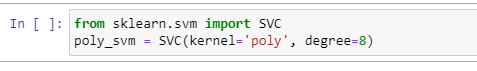 In [ ]: from sklearn.svm import SVC
poly_svm = SVC(kernel='poly', degree=8)